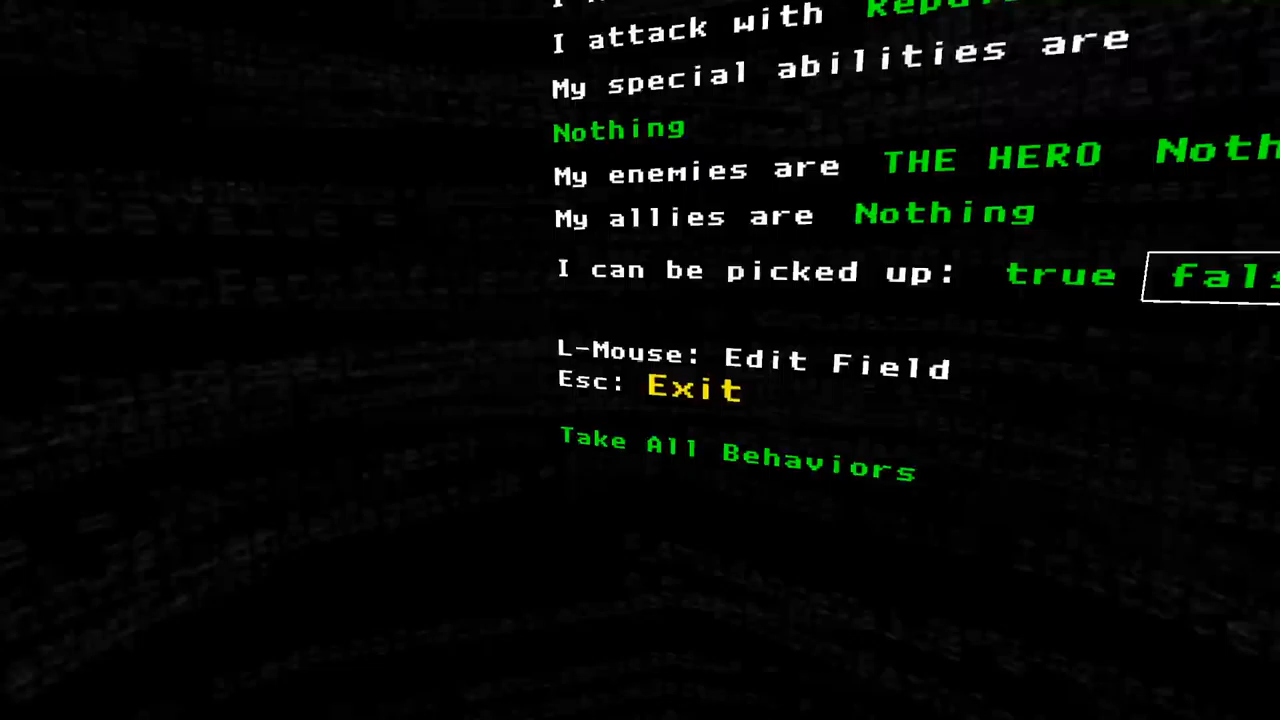 I attack with
My special abilities are
Nothing
My enemies are THE HERO
My allies are Nothing
I can be picked up: true
L-Mouse: Edit Field
Esc: Exit
Take All Behaviors